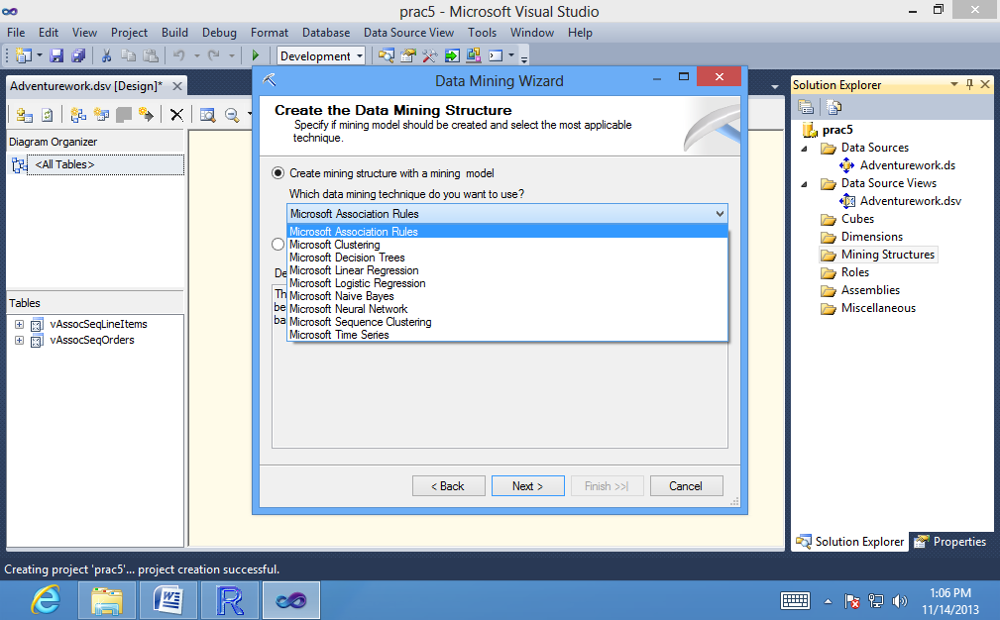 prac5 - Microsoft Visual Studio
File Edit View Project Build Debug Format Database Data Source View Tools Window Help
Development
Adventurework.dsv [Design]*
Diagram Organizer
<All Tables>
Tables
vAssocSeqLineItems
vAssocSeqOrders
Data Mining Wizard
Create the Data Mining Structure
Specify if mining model should be created and select the most applicable
technique.
Create mining structure with a mining model
Which data mining technique do you want to use?
Microsoft Association Rules
Microsoft Association Rules
Microsoft Clustering
Microsoft Decision Trees
Microsoft Linear Regression
Microsoft Logistic Regression
Microsoft Naive Bayes
Microsoft Neural Network
Microsoft Sequence Clustering
Microsoft Time Series
De
Th
be
ba
< Back Next > Finish >>| Cancel
Solution Explorer
prac5
Data Sources
Adventurework.ds
Data Source Views
Adventurework.dsv
Cubes
Dimensions
Mining Structures
Roles
Assemblies
Miscellaneous
Solution Explorer Properties
Creating project 'prac5'... project creation successful.
1:06 PM
11/14/2013